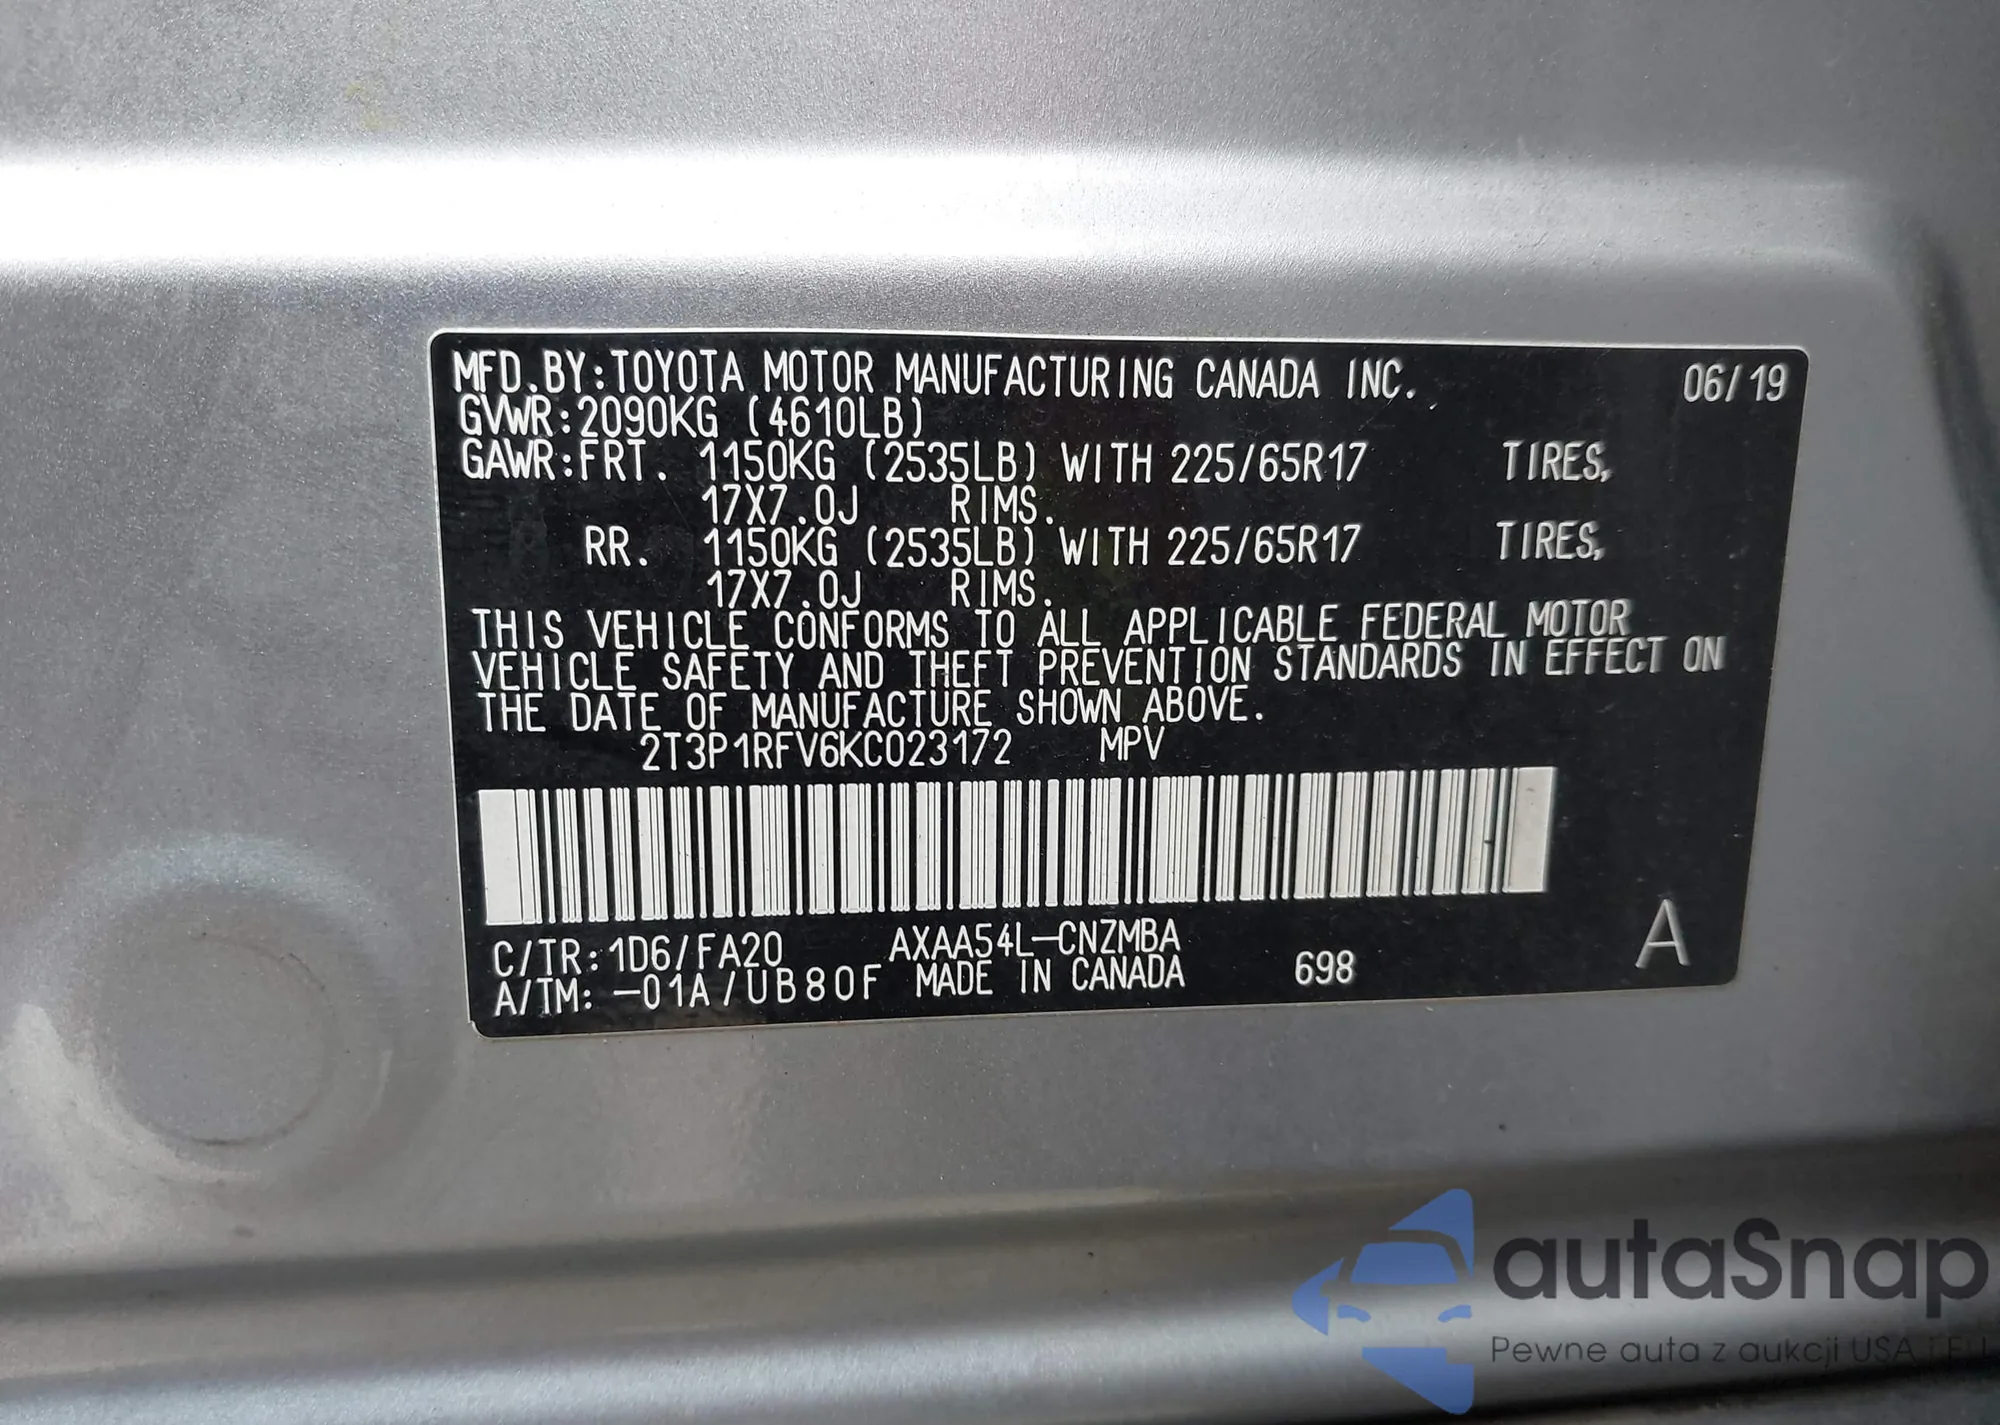 MFD.BY:TOYOTA MOTOR MANUFACTURING CANADA INC. 06/19
GVWR:2090KG (4610LB)
GAWR:FRT. 1150KG (2535LB) WITH 225/65R17 TIRES,
17X7.0J RIMS.
RR. 1150KG (2535LB) WITH 225/65R17 TIRES,
17X7.0J RIMS.
THIS VEHICLE CONFORMS TO ALL APPLICABLE FEDERAL MOTOR
VEHICLE SAFETY AND THEFT PREVENTION STANDARDS IN EFFECT ON
THE DATE OF MANUFACTURE SHOWN ABOVE.
2T3P1RFV6KC023172 MPV
C/TR:1D6/FA20 AXAA54L-CNZMBA
A/TM:-01A/UB80F MADE IN CANADA 698 A
autaSnap
Pewne auta z aukcji USA i EU